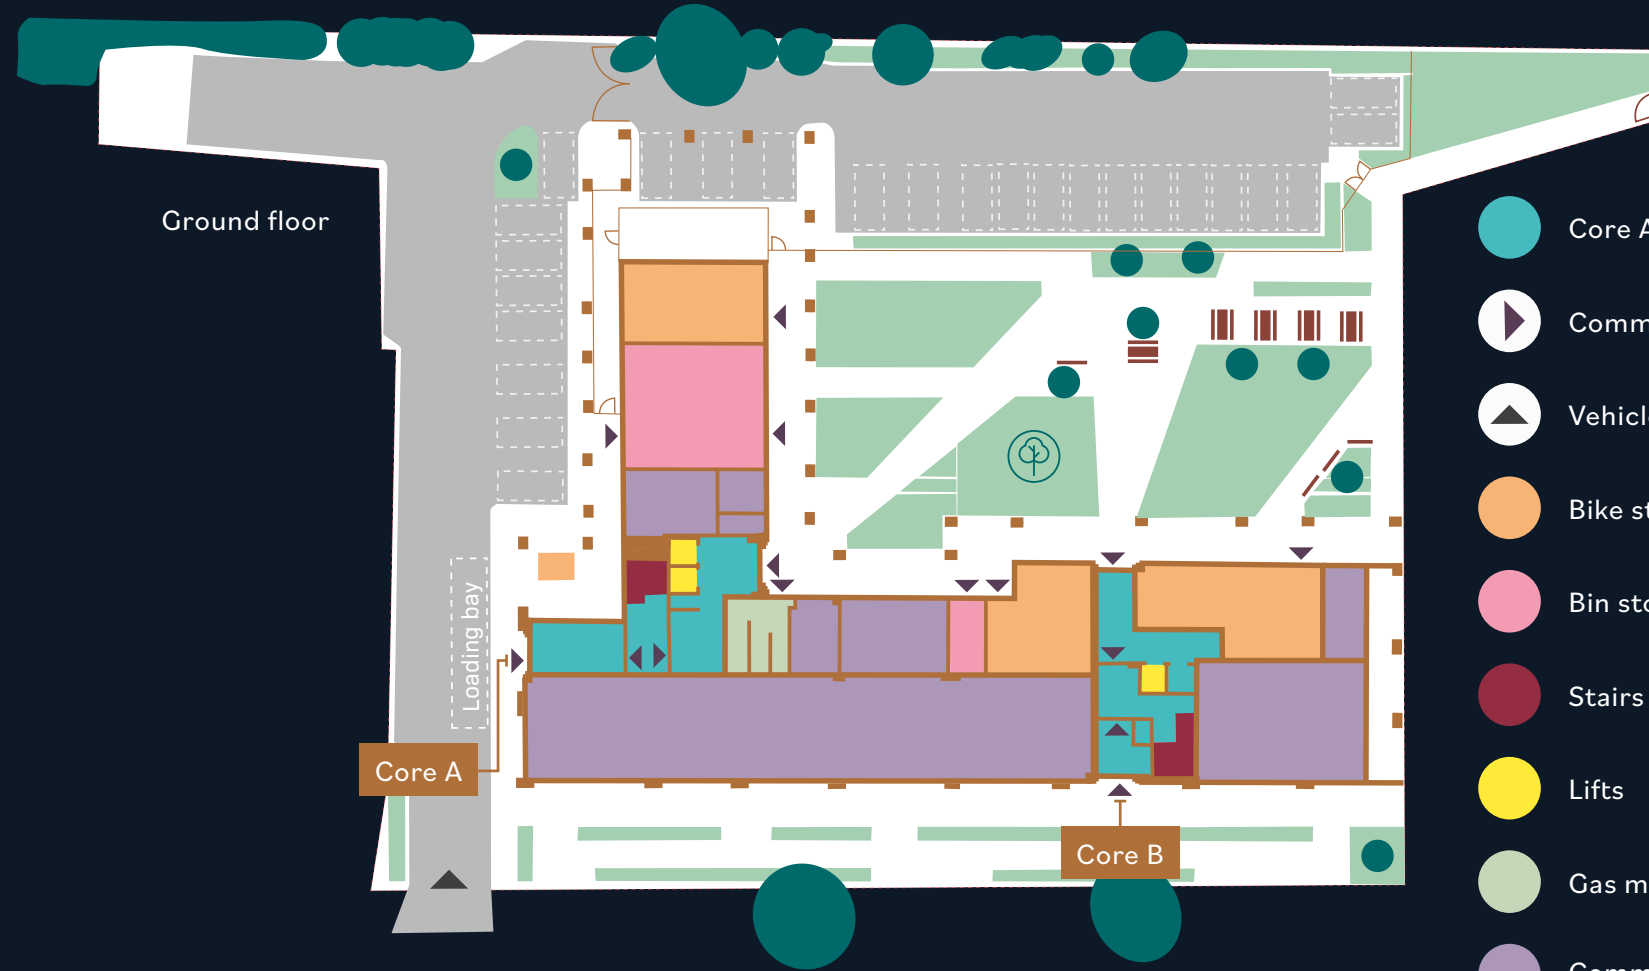 Ground floor
Core A
Comm
Vehicl
Bike st
Bin sto
Stairs
Lifts
Gas m
Loading bay
Core A
Core B